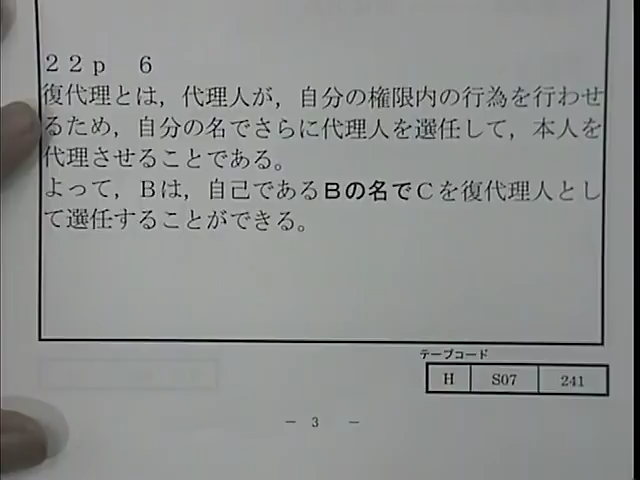 ２２ｐ　６
復代理とは，代理人が，自分の権限内の行為を行わせ
るため，自分の名でさらに代理人を選任して，本人を
代理させることである。
よって，Ｂは，自己であるＢの名でＣを復代理人とし
て選任することができる。
テープコード
H S07 241
－ 3 －